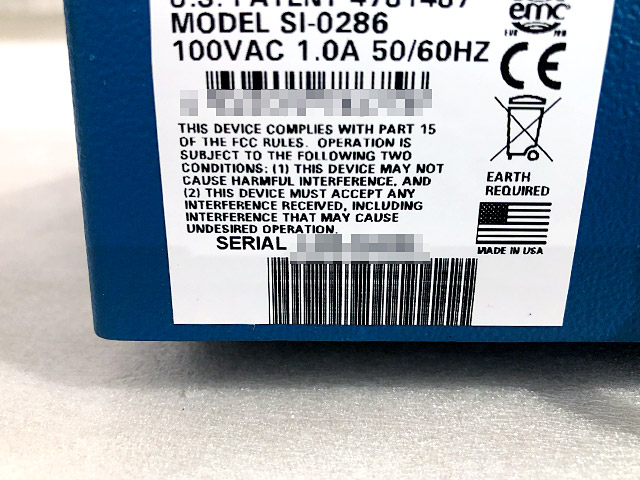 U.S. PATENT 4781487
MODEL SI-0286
100VAC 1.0A 50/60HZ
THIS DEVICE COMPLIES WITH PART 15
OF THE FCC RULES. OPERATION IS
SUBJECT TO THE FOLLOWING TWO
CONDITIONS: (1) THIS DEVICE MAY NOT
CAUSE HARMFUL INTERFERENCE, AND
(2) THIS DEVICE MUST ACCEPT ANY
INTERFERENCE RECEIVED, INCLUDING
INTERFERENCE THAT MAY CAUSE
UNDESIRED OPERATION.
SERIAL
emc
CE
EARTH
REQUIRED
MADE IN USA